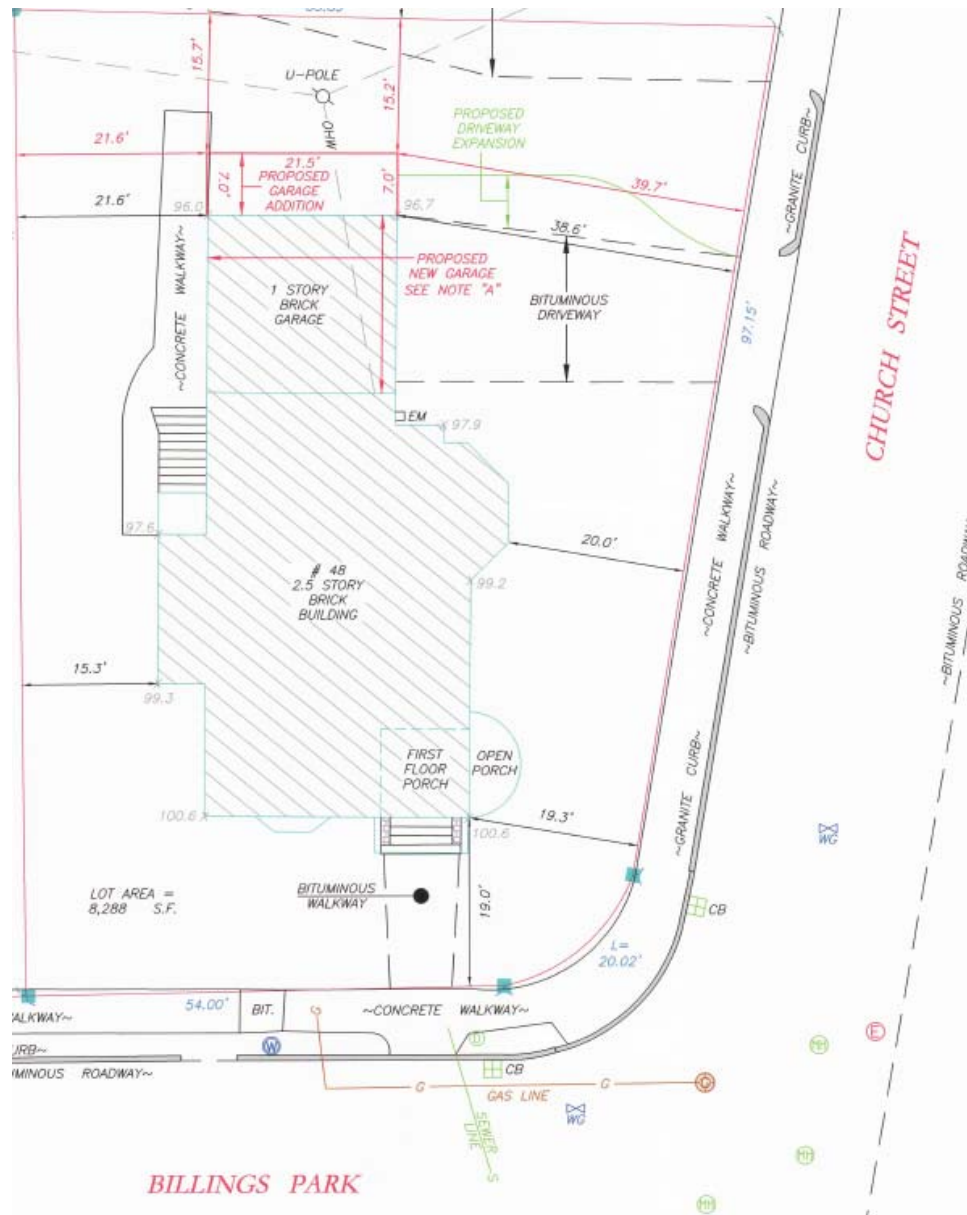 15.7'
U-POLE
15.2'
OHW
PROPOSED
DRIVEWAY
EXPANSION
~GRANITE CURB~
21.6'
21.5'
7.0'
PROPOSED
GARAGE
ADDITION
7.0'
39.7'
21.6'
96.0
96.7
38.6'
~CONCRETE WALKWAY~
PROPOSED
NEW GARAGE
SEE NOTE "A"
1 STORY
BRICK
GARAGE
BITUMINOUS
DRIVEWAY
97.15'
CHURCH STREET
EM
97.9
97.6
20.0'
~CONCRETE WALKWAY~
~BITUMINOUS ROADWAY~
# 48
2.5 STORY
BRICK
BUILDING
99.2
15.3'
99.3
FIRST
FLOOR
PORCH
OPEN
PORCH
~GRANITE CURB~
100.6
100.6
19.3'
WG
LOT AREA =
8,288 S.F.
BITUMINOUS
WALKWAY
19.0'
CB
L=
20.02'
54.00'
BIT.
~CONCRETE WALKWAY~
WALKWAY~
G
W
D
E
MH
URB~
MINOUS ROADWAY~
CB
G
G
G
GAS LINE
WG
SEWER
LINE
S
MH
BILLINGS PARK
MH